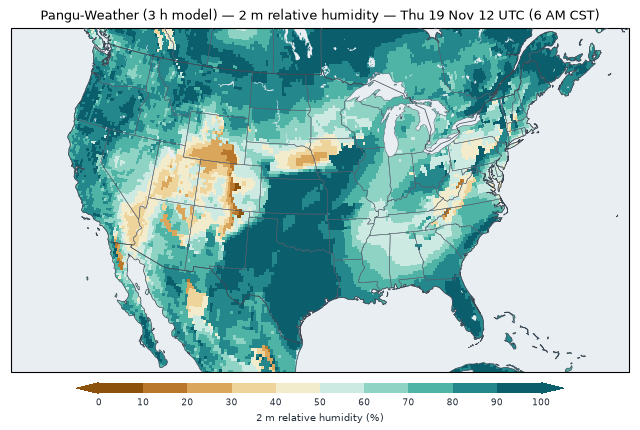 Pangu-Weather (3 h model) — 2 m relative humidity — Thu 19 Nov 12 UTC (6 AM CST)
0 10 20 30 40 50 60 70 80 90 100
2 m relative humidity (%)